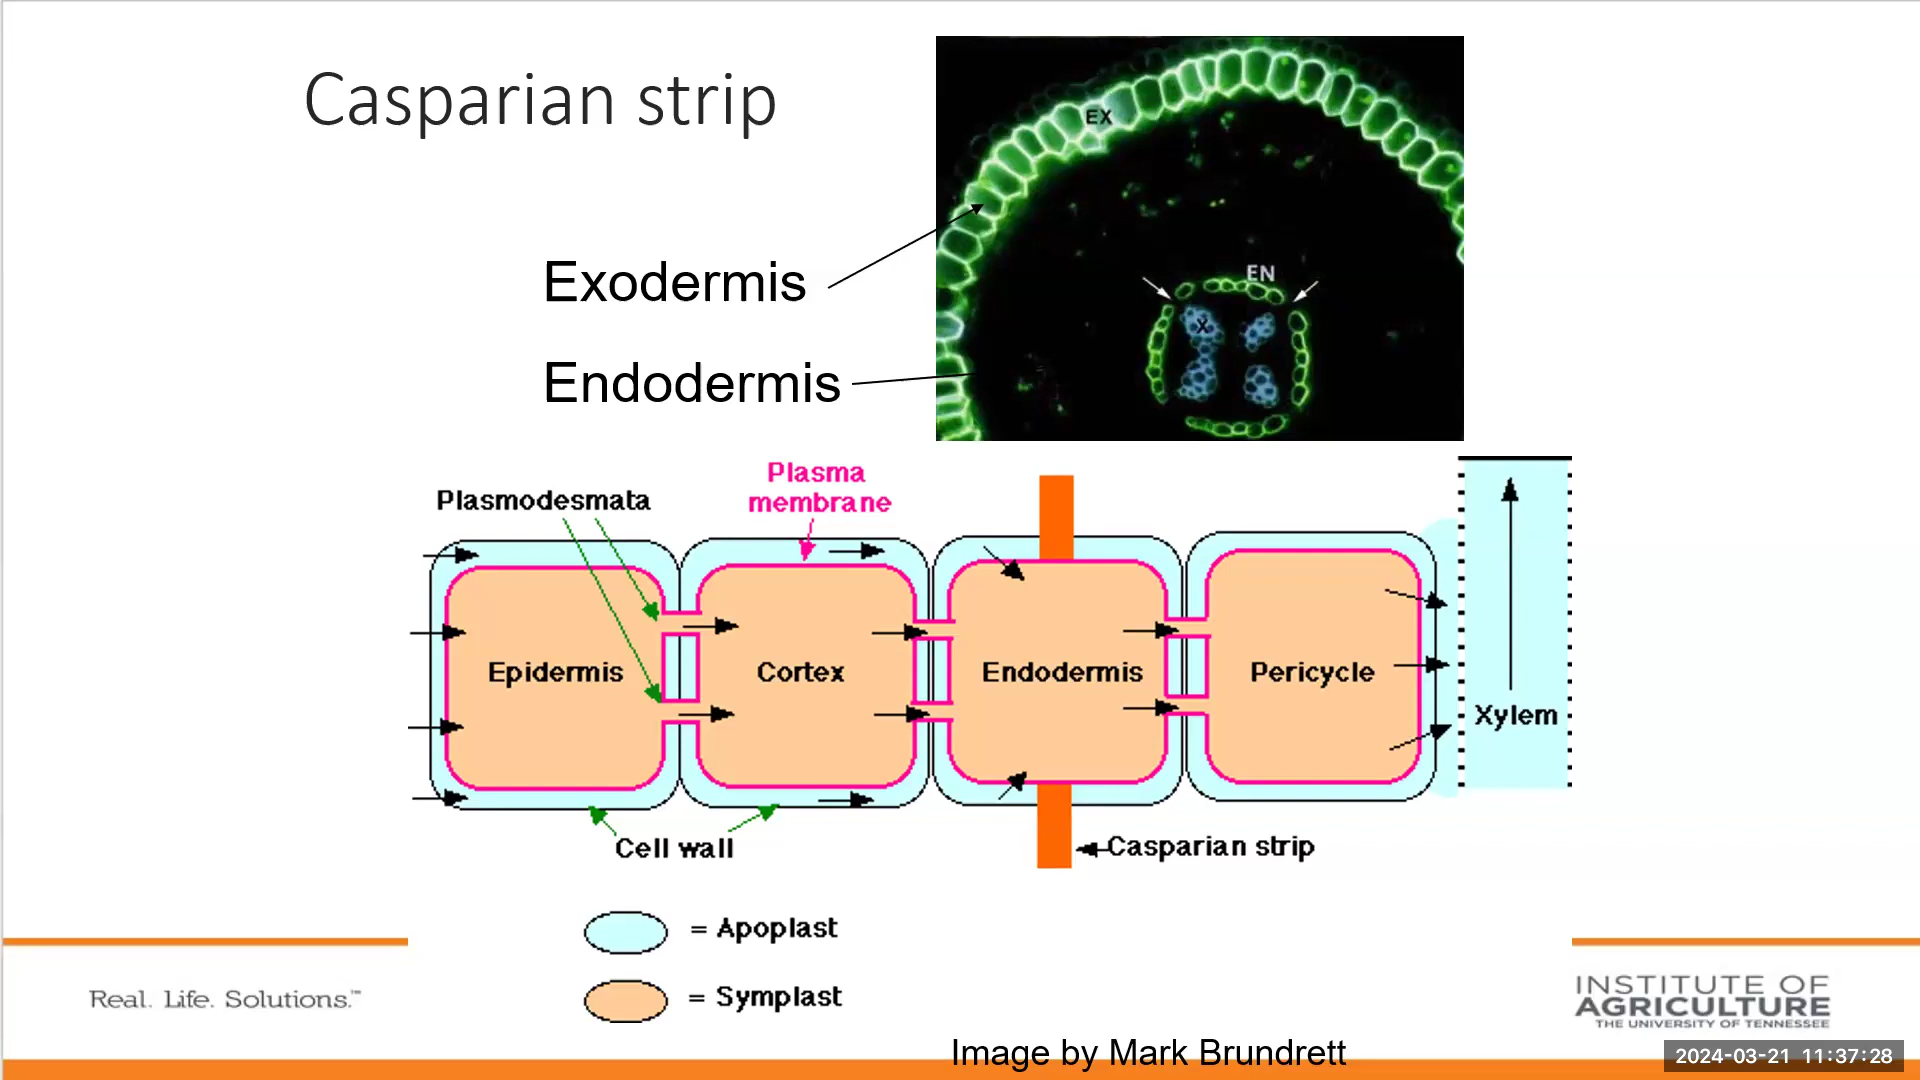 Casparian strip
EX
Exodermis
EN
X
Endodermis
Plasma
membrane
Plasmodesmata
Epidermis
Cortex
Endodermis
Pericycle
Xylem
Cell wall
Casparian strip
= Apoplast
= Symplast
Real. Life. Solutions.™
INSTITUTE OF
AGRICULTURE
THE UNIVERSITY OF TENNESSEE
Image by Mark Brundrett
2024-03-21 11:37:28